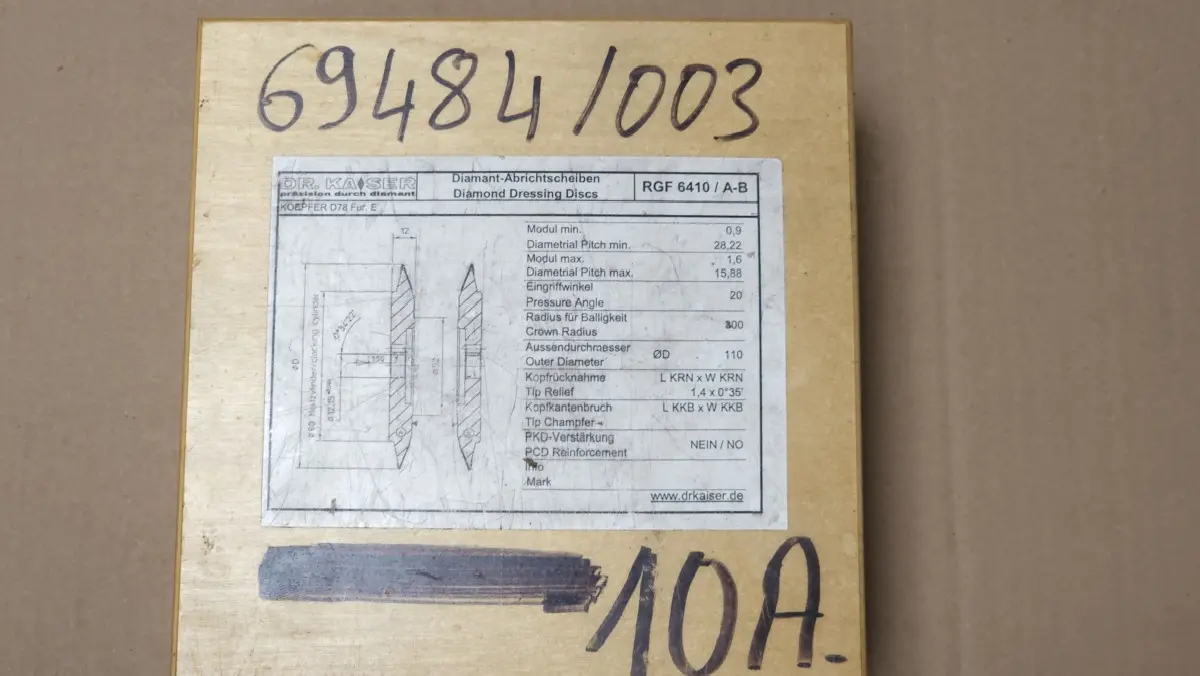 69484/003
DR. KAISER
präzision durch diamant
Diamant-Abrichtscheiben
Diamond Dressing Discs
RGF 6410 / A-B
KOEPFER D78 Fur. E
12
Modul min. 0,9
Diametrial Pitch min. 28,22
Modul max. 1,6
Diametrial Pitch max. 15,88
Eingriffwinkel
Pressure Angle 20
Radius für Balligkeit
Crown Radius
Aussendurchmesser
Outer Diameter ØD 110
Kopfrücknahme L KRN x W KRN
Tip Relief 1,4 x 0°35'
Kopfkantenbruch L KKB x W KKB
Tip Champfer
PKD-Verstärkung
PCD Reinforcement NEIN / NO
Info
Mark
www.drkaiser.de
ØD
10A.